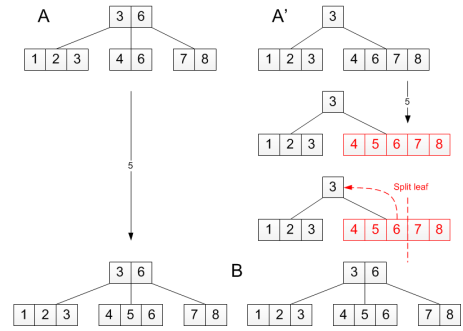 A 3 6 A' 3
1 2 3 4 6 7 8 1 2 3 4 6 7 8
3 5
1 2 3 4 5 6 7 8
5
3 Split leaf
1 2 3 4 5 6 7 8
3 6 B 3 6
1 2 3 4 5 6 7 8 1 2 3 4 5 6 7 8